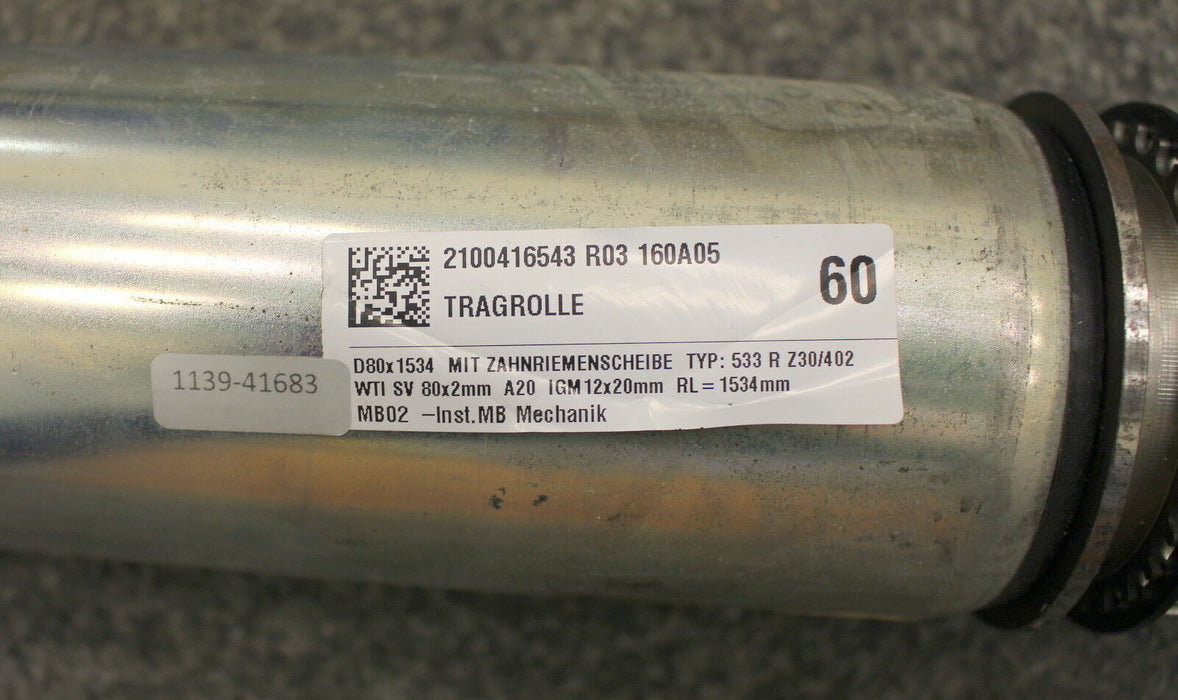 2100416543 R03 160A05
TRAGROLLE
60
D80x1534 MIT ZAHNRIEMENSCHEIBE TYP: 533 R Z30/402
WTI SV 80x2mm A20 IGM12x20mm RL=1534mm
MB02 –Inst.MB Mechanik
1139-41683